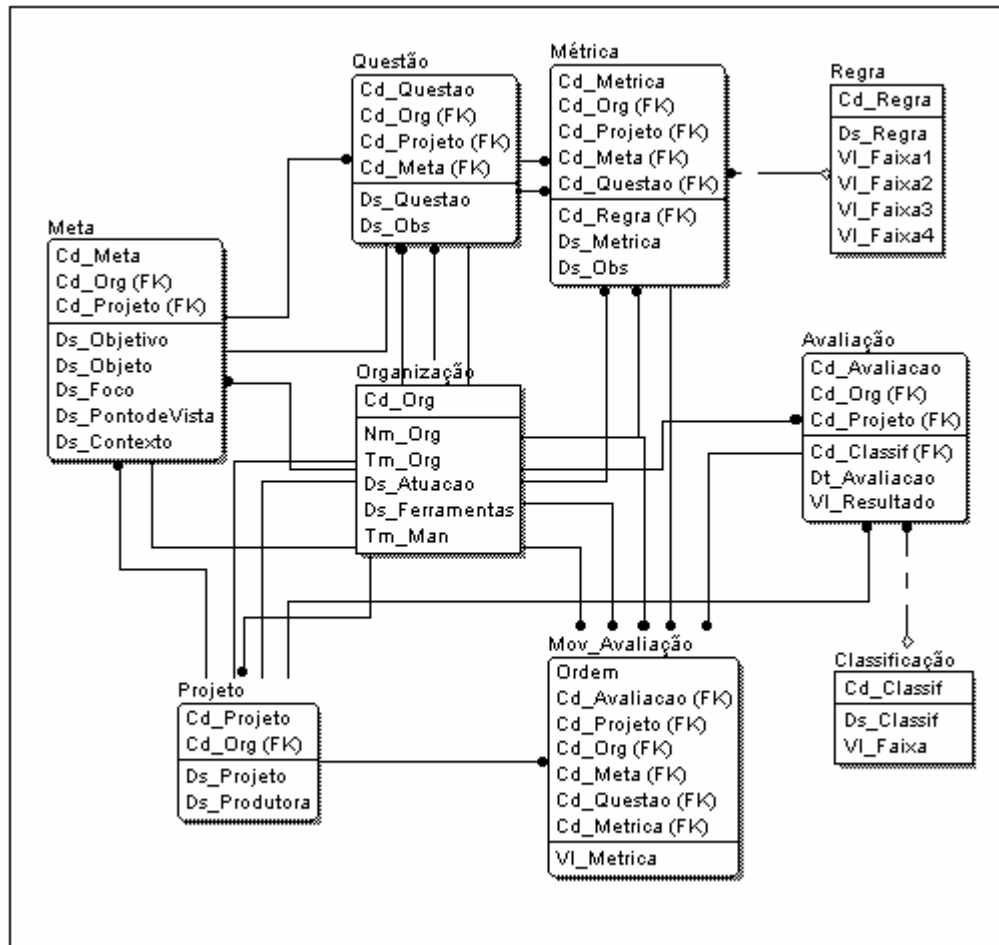 Questão
Cd_Questao
Cd_Org (FK)
Cd_Projeto (FK)
Cd_Meta (FK)
Ds_Questao
Ds_Obs
Métrica
Cd_Metrica
Cd_Org (FK)
Cd_Projeto (FK)
Cd_Meta (FK)
Cd_Questao (FK)
Cd_Regra (FK)
Ds_Metrica
Ds_Obs
Regra
Cd_Regra
Ds_Regra
Vl_Faixa1
Vl_Faixa2
Vl_Faixa3
Vl_Faixa4
Meta
Cd_Meta
Cd_Org (FK)
Cd_Projeto (FK)
Ds_Objetivo
Ds_Objeto
Ds_Foco
Ds_PontodeVista
Ds_Contexto
Organização
Cd_Org
Nm_Org
Tm_Org
Ds_Atuacao
Ds_Ferramentas
Tm_Man
Avaliação
Cd_Avaliacao
Cd_Org (FK)
Cd_Projeto (FK)
Cd_Classif (FK)
Dt_Avaliacao
Vl_Resultado
Projeto
Cd_Projeto
Cd_Org (FK)
Ds_Projeto
Ds_Produtora
Mov_Avaliação
Ordem
Cd_Avaliacao (FK)
Cd_Projeto (FK)
Cd_Org (FK)
Cd_Meta (FK)
Cd_Questao (FK)
Cd_Metrica (FK)
Vl_Metrica
Classificação
Cd_Classif
Ds_Classif
Vl_Faixa